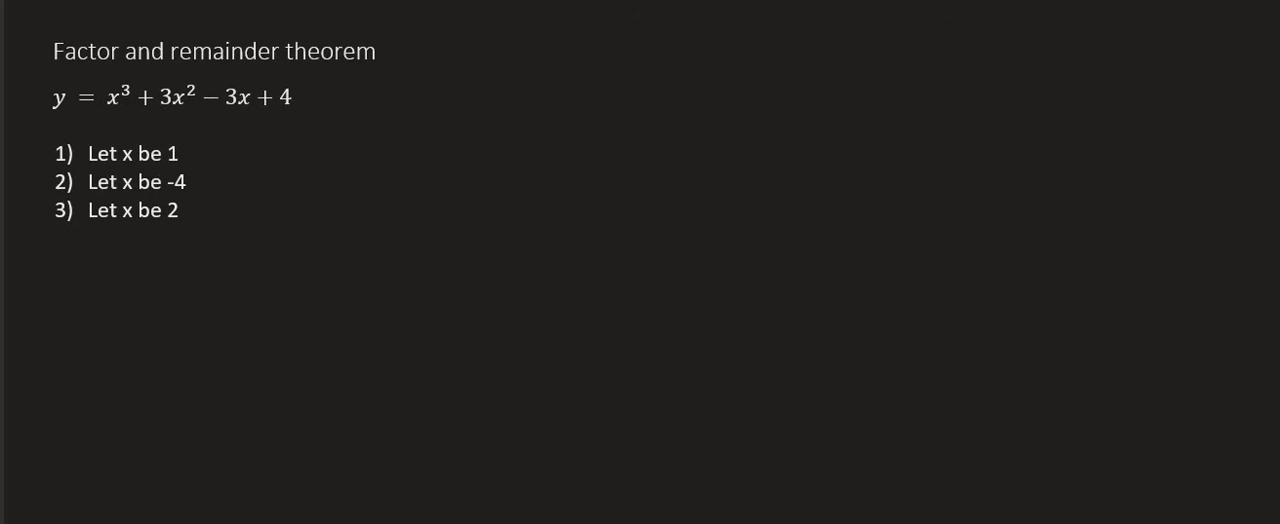 Factor and remainder theorem
y = x³ + 3x² – 3x + 4
1) Let x be 1
2) Let x be -4
3) Let x be 2